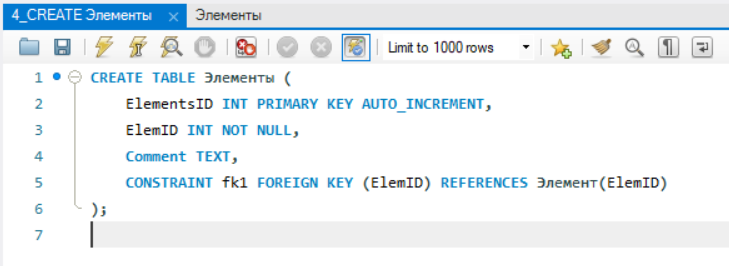 4_CREATE Элементы × Элементы
Limit to 1000 rows
1 CREATE TABLE Элементы (
2 ElementsID INT PRIMARY KEY AUTO_INCREMENT,
3 ElemID INT NOT NULL,
4 Comment TEXT,
5 CONSTRAINT fk1 FOREIGN KEY (ElemID) REFERENCES Элемент(ElemID)
6 );
7